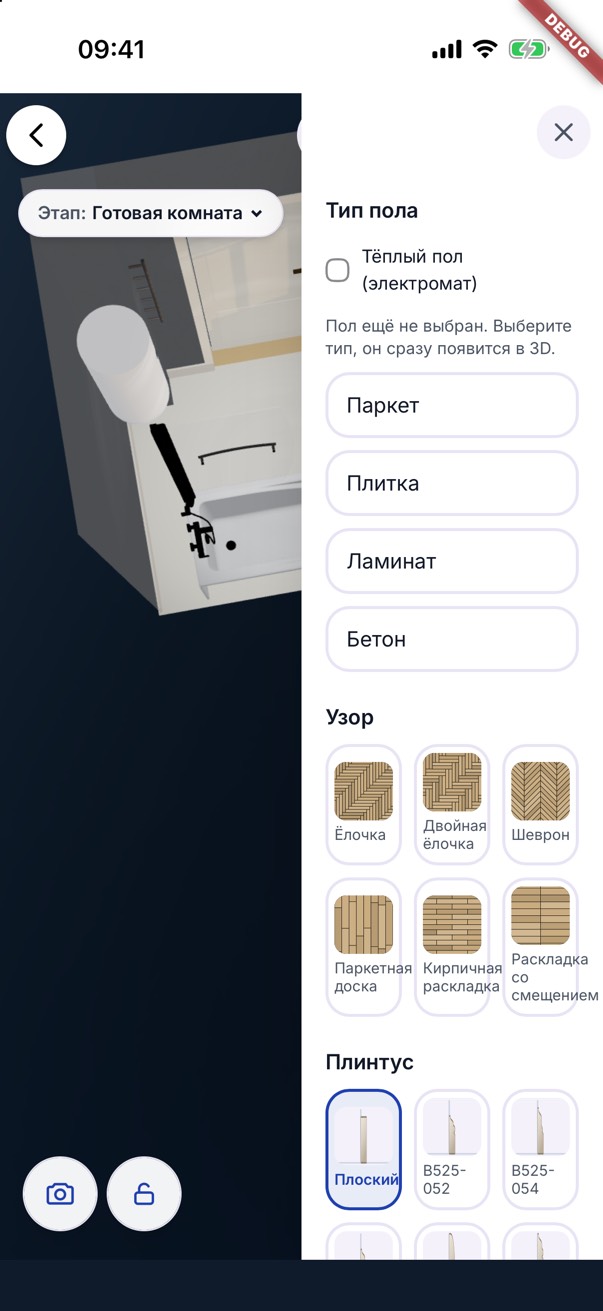 09:41
DEBUG
Этап: Готовая комната
Тип пола
Тёплый пол
(электромат)
Пол ещё не выбран. Выберите
тип, он сразу появится в 3D.
Паркет
Плитка
Ламинат
Бетон
Узор
Ёлочка
Двойная
ёлочка
Шеврон
Паркетная
доска
Кирпичная
раскладка
Раскладка
со
смещением
Плинтус
Плоский
B525-
052
B525-
054